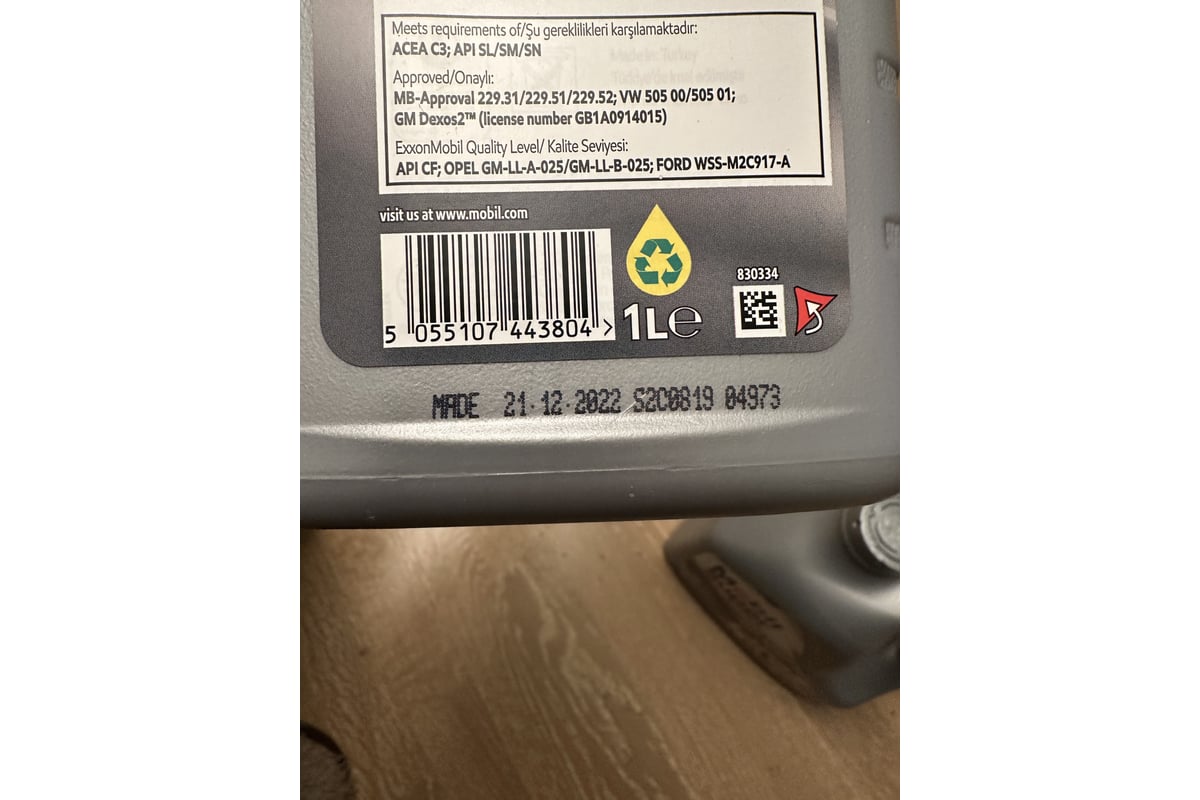 Meets requirements of/Şu gereklilikleri karşılamaktadır:
ACEA C3; API SL/SM/SN
Approved/Onaylı:
MB-Approval 229.31/229.51/229.52; VW 505 00/505 01;
GM Dexos2™ (license number GB1A0914015)
ExxonMobil Quality Level/ Kalite Seviyesi:
API CF; OPEL GM-LL-A-025/GM-LL-B-025; FORD WSS-M2C917-A
visit us at www.mobil.com
5 055107 443804 >
1Le
830334
MADE 21.12.2022 S2C0819 04973